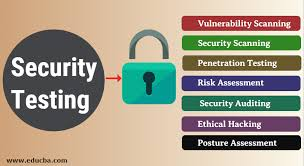 Security
Testing
Vulnerability Scanning
Security Scanning
Penetration Testing
Risk Assessment
Security Auditing
Ethical Hacking
Posture Assessment
www.educba.com